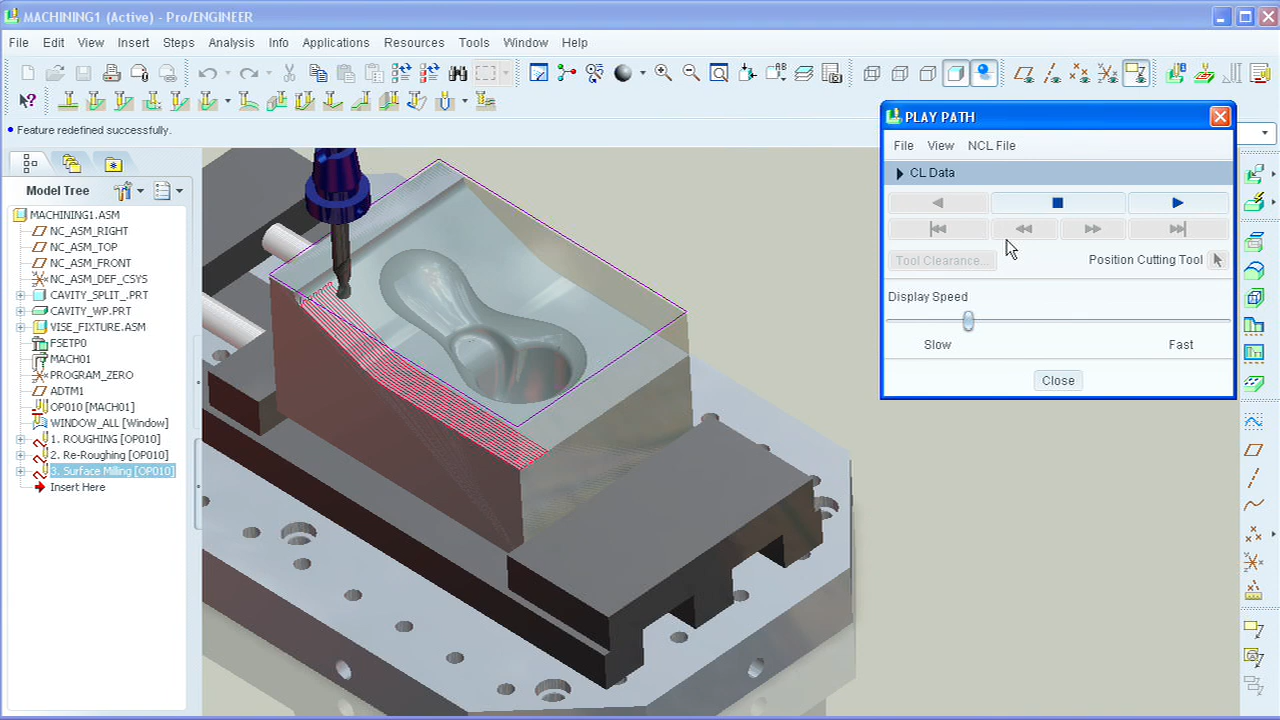 MACHINING1 (Active) - Pro/ENGINEER
File Edit View Insert Steps Analysis Info Applications Resources Tools Window Help
Feature redefined successfully.
Model Tree
MACHINING1.ASM
NC_ASM_RIGHT
NC_ASM_TOP
NC_ASM_FRONT
NC_ASM_DEF_CSYS
CAVITY_SPLIT_.PRT
CAVITY_WP.PRT
VISE_FIXTURE.ASM
FSETP0
MACH01
PROGRAM_ZERO
ADTM1
OP010 [MACH01]
WINDOW_ALL [Window]
1. ROUGHING [OP010]
2. Re-Roughing [OP010]
3. Surface Milling [OP010]
Insert Here
PLAY PATH
File View NCL File
CL Data
Tool Clearance... Position Cutting Tool
Display Speed
Slow Fast
Close